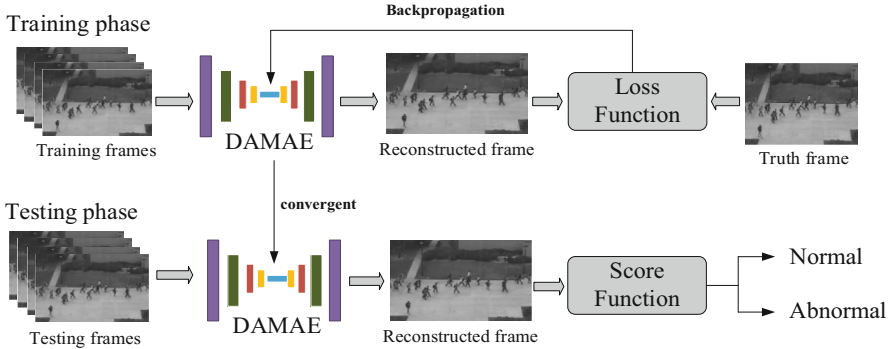 Backpropagation
Training phase
Loss
Function
DAMAE
Training frames
Reconstructed frame
Truth frame
convergent
Testing phase
Score
Function
Normal
Abnormal
DAMAE
Testing frames
Reconstructed frame